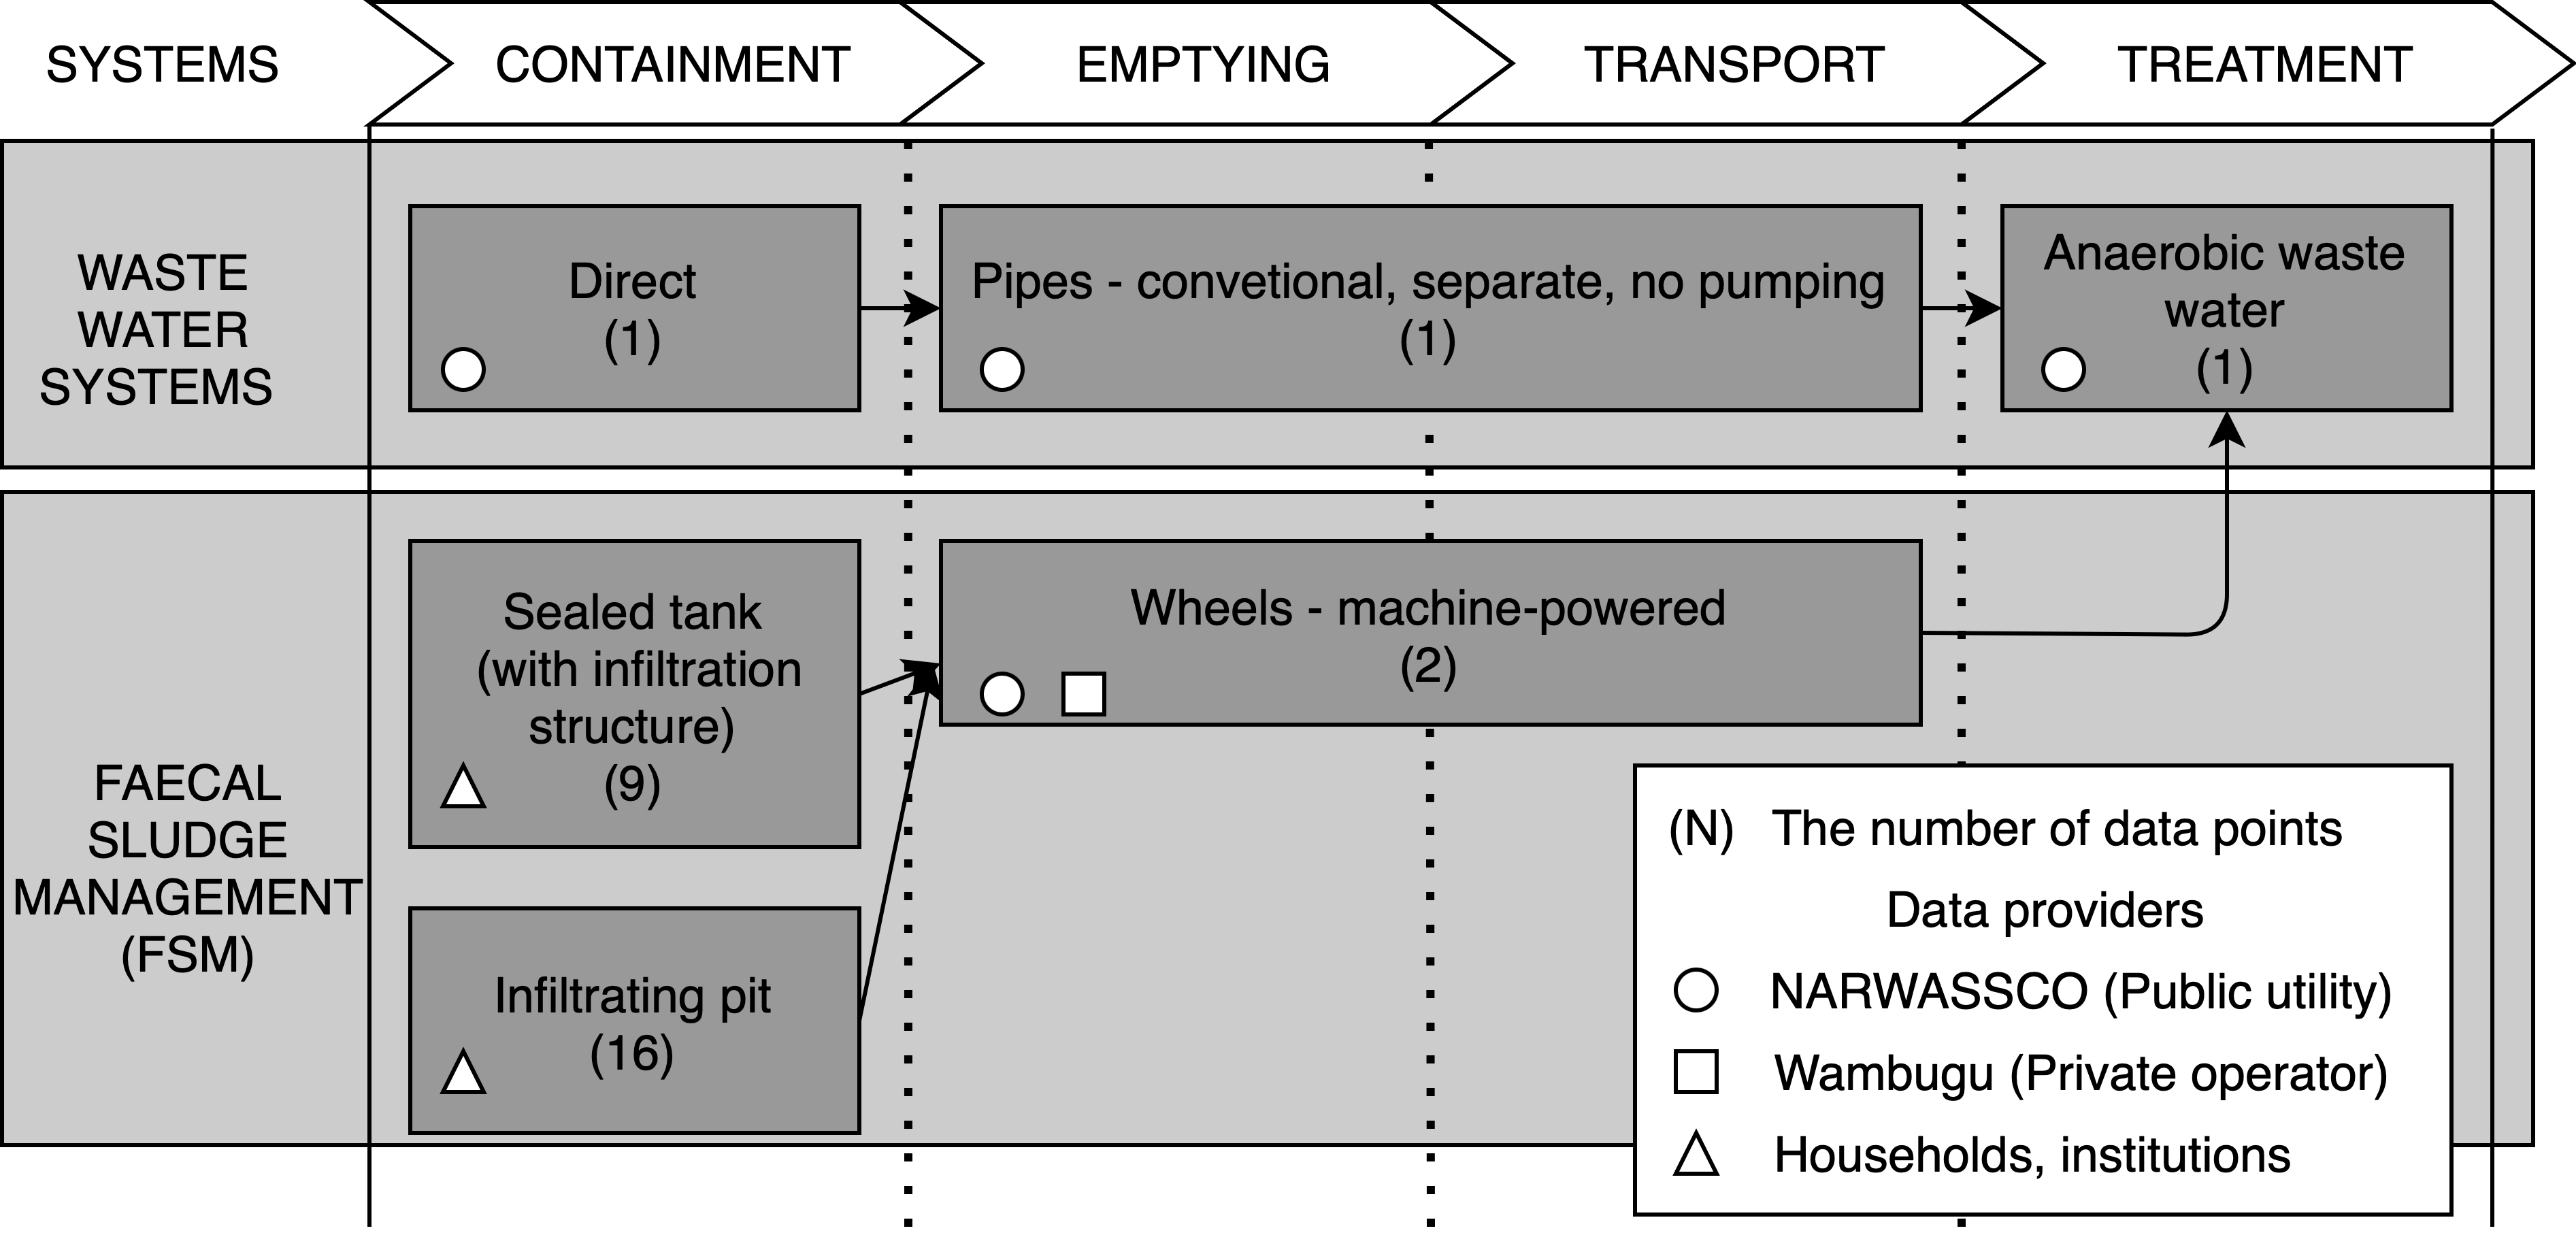 SYSTEMS
CONTAINMENT
EMPTYING
TRANSPORT
TREATMENT
WASTE
WATER
SYSTEMS
Direct
(1)
Pipes - convetional, separate, no pumping
(1)
Anaerobic waste
water
(1)
FAECAL
SLUDGE
MANAGEMENT
(FSM)
Sealed tank
(with infiltration
structure)
(9)
Wheels - machine-powered
(2)
Infiltrating pit
(16)
(N) The number of data points
Data providers
NARWASSCO (Public utility)
Wambugu (Private operator)
Households, institutions